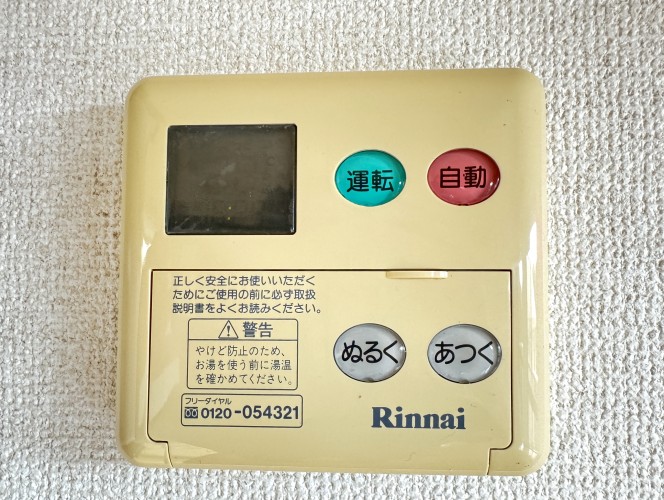 運転
自動
正しく安全にお使いいただく
ためにご使用の前に必ず取扱
説明書をよくお読みください。
警告
やけど防止のため、
お湯を使う前に湯温
を確かめてください。
ぬるく
あつく
フリーダイヤル
0120-054321
Rinnai